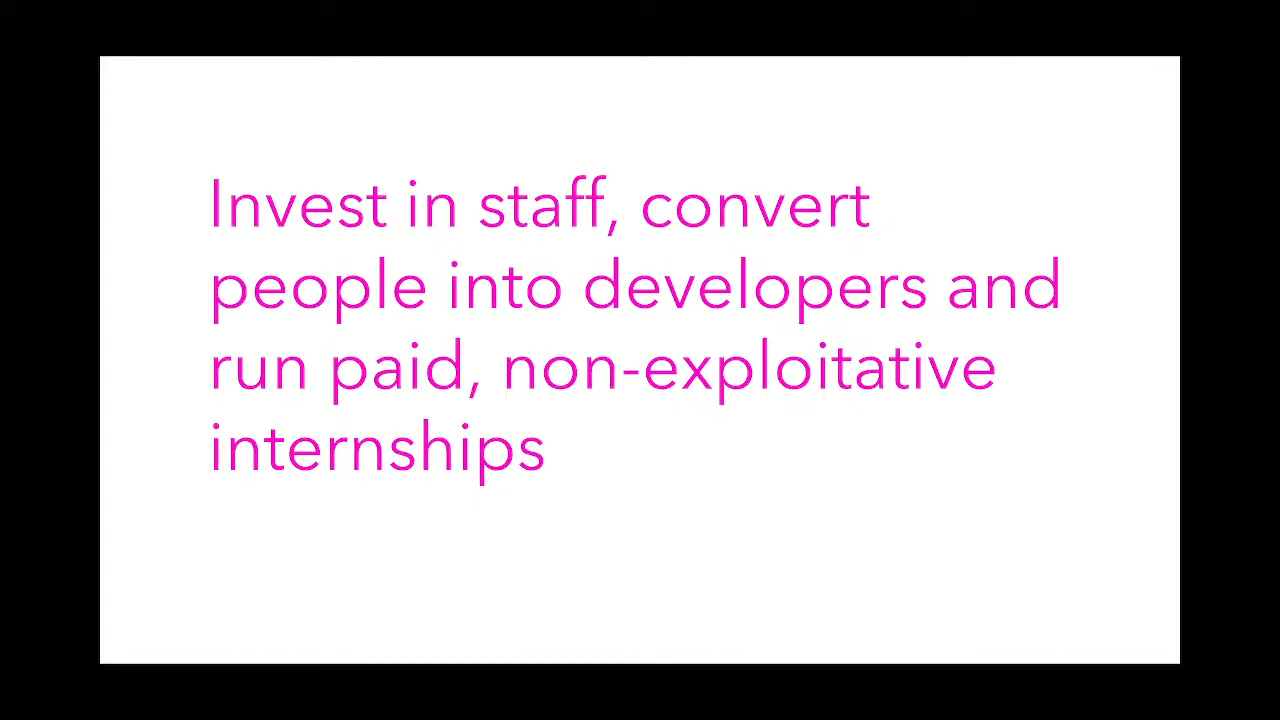 Invest in staff, convert
people into developers and
run paid, non-exploitative
internships